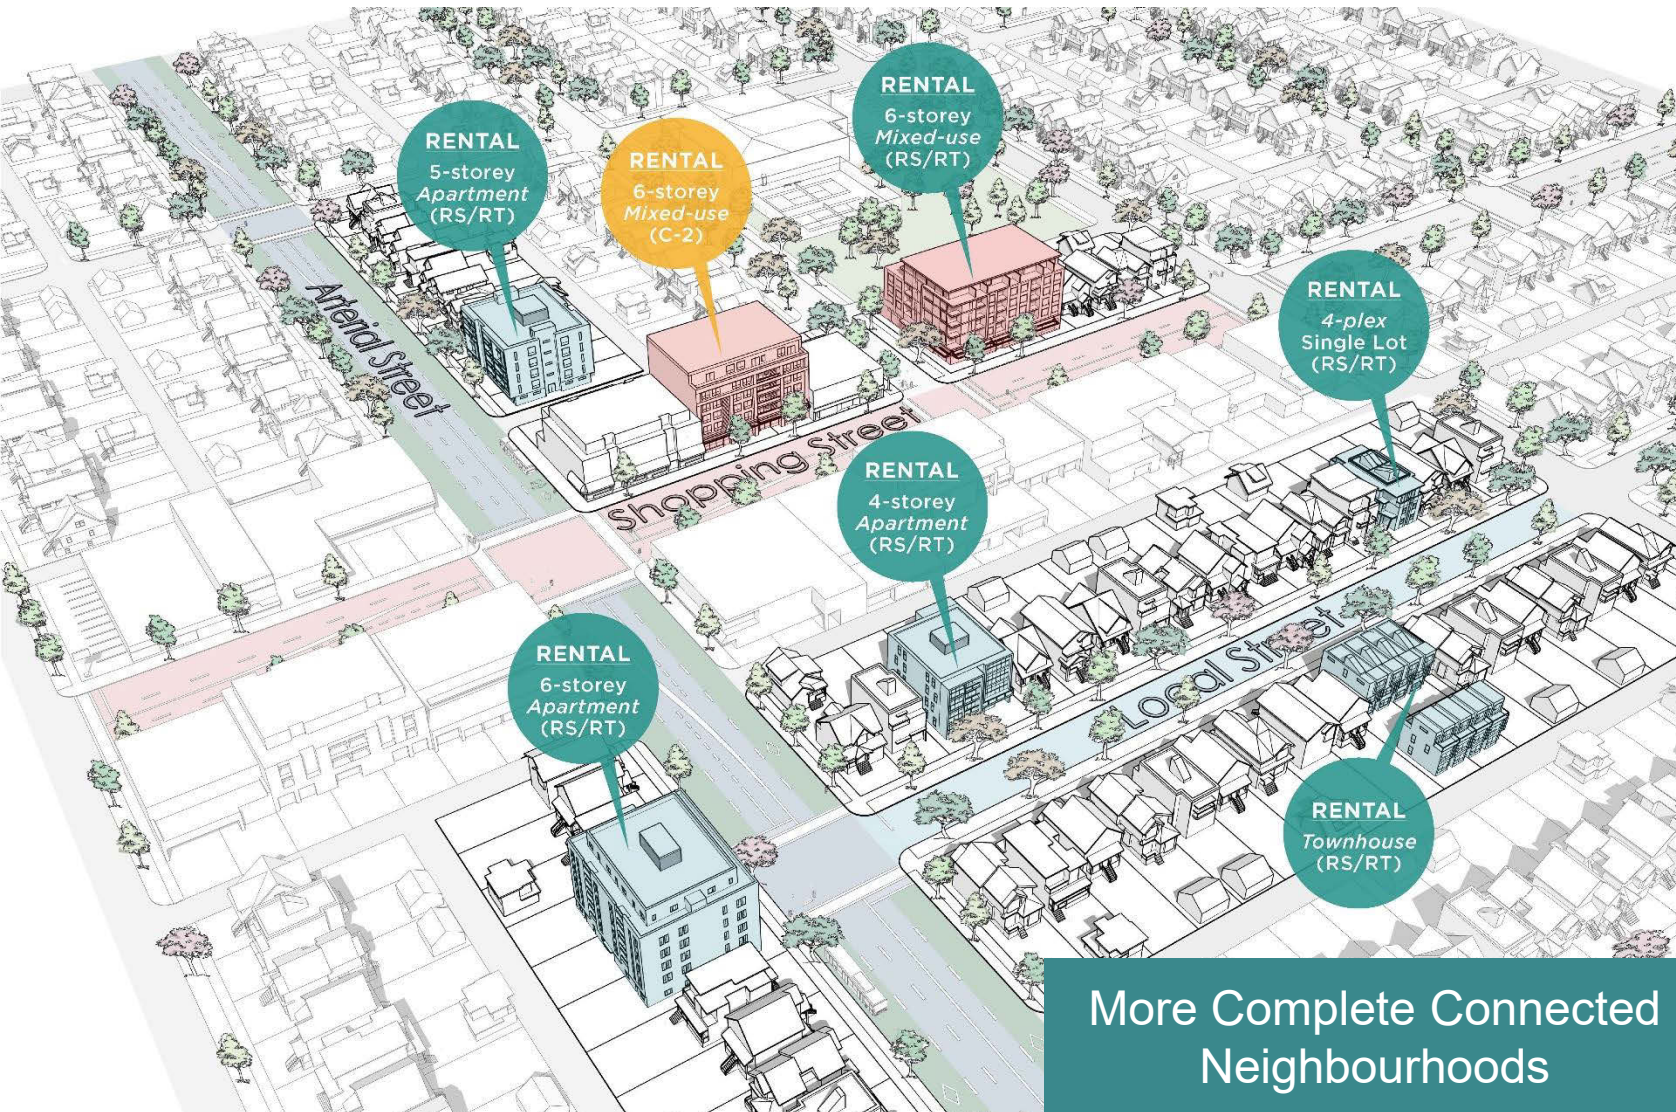 RENTAL
6-storey
Mixed-use
(RS/RT)
RENTAL
5-storey
Apartment
(RS/RT)
RENTAL
6-storey
Mixed-use
(C-2)
RENTAL
4-plex
Single Lot
(RS/RT)
Arterial Street
Shopping Street
RENTAL
4-storey
Apartment
(RS/RT)
Local Street
RENTAL
6-storey
Apartment
(RS/RT)
RENTAL
Townhouse
(RS/RT)
More Complete Connected
Neighbourhoods